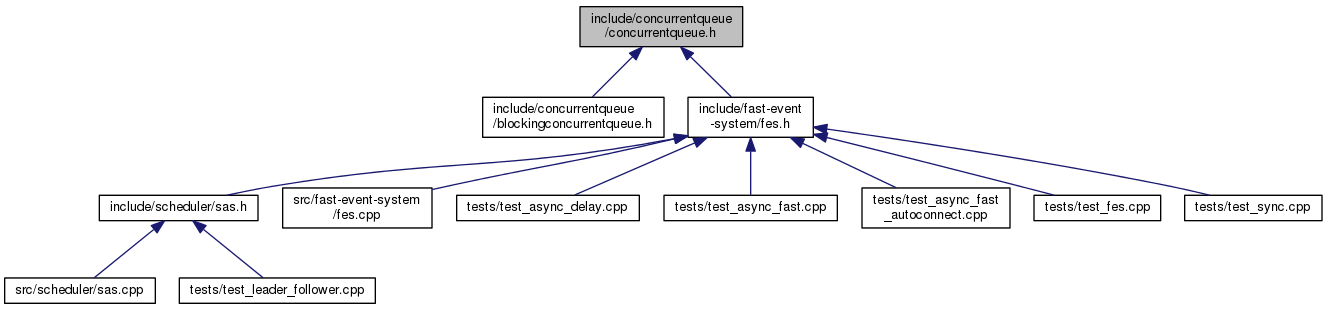 include/concurrentqueue
/concurrentqueue.h
include/concurrentqueue
/blockingconcurrentqueue.h
include/fast-event
-system/fes.h
include/scheduler/sas.h
src/fast-event-system
/fes.cpp
tests/test_async_delay.cpp
tests/test_async_fast.cpp
tests/test_async_fast
_autoconnect.cpp
tests/test_fes.cpp
tests/test_sync.cpp
src/scheduler/sas.cpp
tests/test_leader_follower.cpp